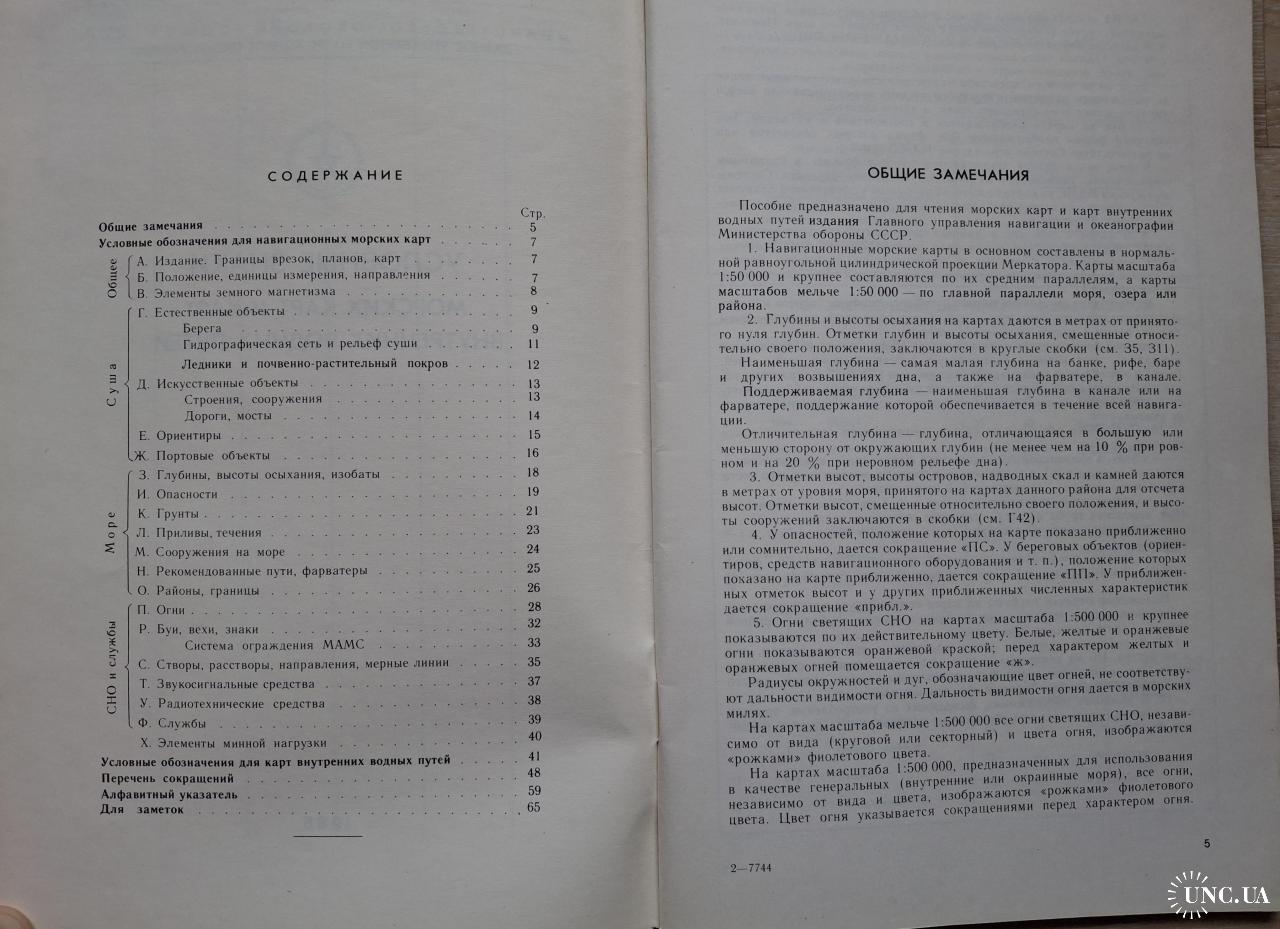 СОДЕРЖАНИЕ
Стр.
Общие замечания . . . 5
Условные обозначения для навигационных морских карт . . . 7
Общее
А. Издание. Границы врезок, планов, карт . . . 7
Б. Положение, единицы измерения, направления . . . 7
В. Элементы земного магнетизма . . . 8
Суша
Г. Естественные объекты . . . 9
Берега . . . 9
Гидрографическая сеть и рельеф суши . . . 11
Ледники и почвенно-растительный покров . . . 12
Д. Искусственные объекты . . . 13
Строения, сооружения . . . 13
Дороги, мосты . . . 14
Е. Ориентиры . . . 15
Ж. Портовые объекты . . . 16
Море
З. Глубины, высоты осыхания, изобаты . . . 18
И. Опасности . . . 19
К. Грунты . . . 21
Л. Приливы, течения . . . 23
М. Сооружения на море . . . 24
Н. Рекомендованные пути, фарватеры . . . 25
О. Районы, границы . . . 26
СНО и службы
П. Огни . . . 28
Р. Буи, вехи, знаки . . . 32
Система ограждения МАМС . . . 33
С. Створы, расстворы, направления, мерные линии . . . 35
Т. Звукосигнальные средства . . . 37
У. Радиотехнические средства . . . 38
Ф. Службы . . . 39
Х. Элементы минной нагрузки . . . 40
Условные обозначения для карт внутренних водных путей . . . 41
Перечень сокращений . . . 48
Алфавитный указатель . . . 59
Для заметок . . . 65
ОБЩИЕ ЗАМЕЧАНИЯ
Пособие предназначено для чтения морских карт и карт внутренних
водных путей издания Главного управления навигации и океанографии
Министерства обороны СССР.
1. Навигационные морские карты в основном составлены в нормаль-
ной равноугольной цилиндрической проекции Меркатора. Карты масштаба
1:50 000 и крупнее составляются по их средним параллелям, а карты
масштабов мельче 1:50 000 — по главной параллели моря, озера или
района.
2. Глубины и высоты осыхания на картах даются в метрах от принято-
го нуля глубин. Отметки глубин и высоты осыхания, смещенные относи-
тельно своего положения, заключаются в круглые скобки (см. З5, З11).
Наименьшая глубина — самая малая глубина на банке, рифе, баре
и других возвышениях дна, а также на фарватере, в канале.
Поддерживаемая глубина — наименьшая глубина в канале или на
фарватере, поддержание которой обеспечивается в течение всей навига-
ции.
Отличительная глубина — глубина, отличающаяся в большую или
меньшую сторону от окружающих глубин (не менее чем на 10 % при ров-
ном и на 20 % при неровном рельефе дна).
3. Отметки высот, высоты островов, надводных скал и камней даются
в метрах от уровня моря, принятого на картах данного района для отсчета
высот. Отметки высот, смещенные относительно своего положения, и высо-
ты сооружений заключаются в скобки (см. Г42).
4. У опасностей, положение которых на карте показано приближенно
или сомнительно, дается сокращение «ПС». У береговых объектов (ориен-
тиров, средств навигационного оборудования и т. п.), положение которых
показано на карте приближенно, дается сокращение «ПП». У приближен-
ных отметок высот и у других приближенных численных характеристик
дается сокращение «прибл.».
5. Огни светящих СНО на картах масштаба 1:500 000 и крупнее
показываются по их действительному цвету. Белые, желтые и оранжевые
огни показываются оранжевой краской; перед характером желтых и
оранжевых огней помещается сокращение «ж».
Радиусы окружностей и дуг, обозначающие цвет огней, не соответству-
ют дальности видимости огня. Дальность видимости огня дается в морских
милях.
На картах масштаба мельче 1:500 000 все огни светящих СНО, незави-
симо от вида (круговой или секторный) и цвета огня, изображаются
«рожками» фиолетового цвета.
На картах масштаба 1:500 000, предназначенных для использования
в качестве генеральных (внутренние или окраинные моря), все огни,
независимо от вида и цвета, изображаются «рожками» фиолетового
цвета. Цвет огня указывается сокращениями перед характером огня.
5
2—7744
UNC.UA